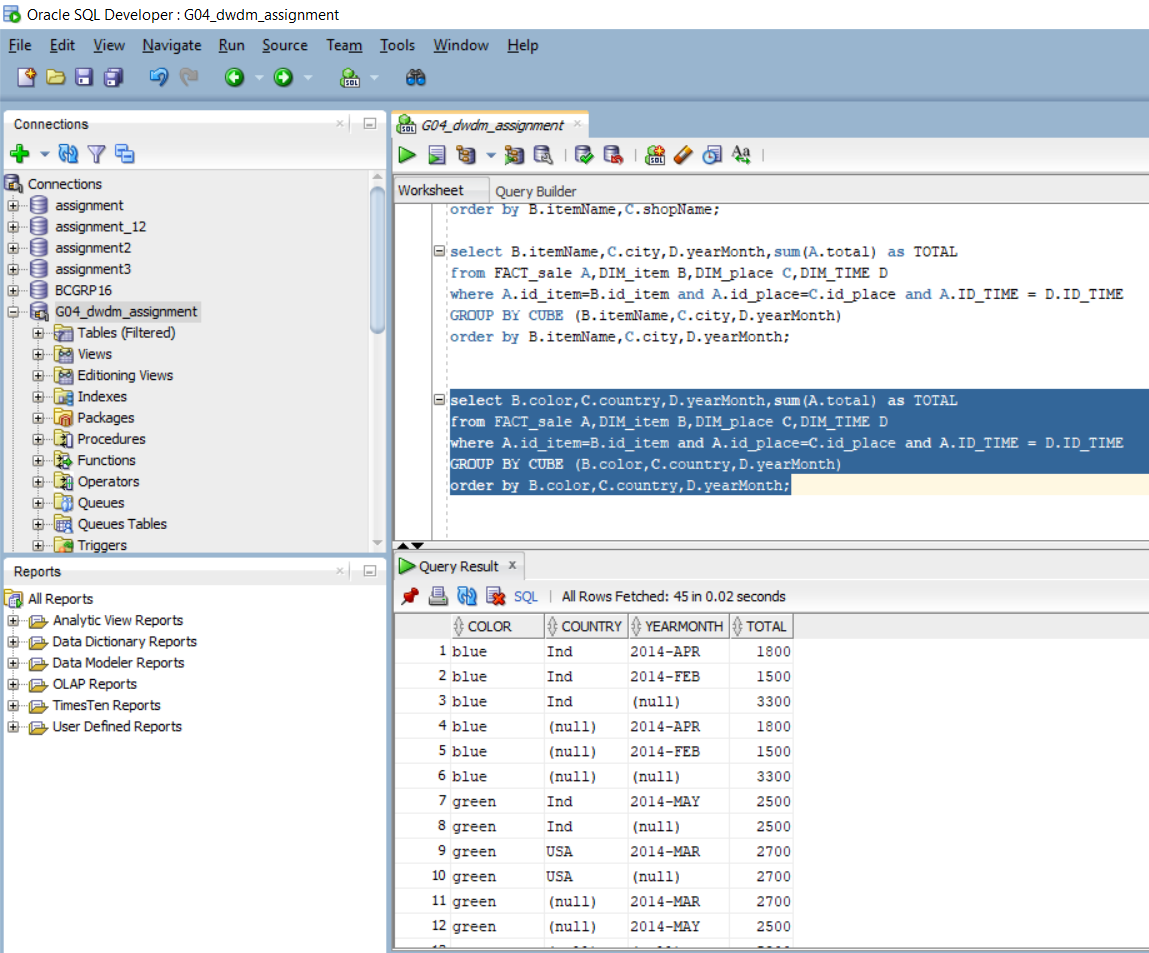 Oracle SQL Developer : G04_dwdm_assignment
File Edit View Navigate Run Source Team Tools Window Help
Connections
Connections
assignment
assignment_12
assignment2
assignment3
BCGRP16
G04_dwdm_assignment
Tables (Filtered)
Views
Editioning Views
Indexes
Packages
Procedures
Functions
Operators
Queues
Queues Tables
Triggers
Reports
All Reports
Analytic View Reports
Data Dictionary Reports
Data Modeler Reports
OLAP Reports
TimesTen Reports
User Defined Reports
G04_dwdm_assignment
Worksheet Query Builder
order by B.itemName,C.shopName;
select B.itemName,C.city,D.yearMonth,sum(A.total) as TOTAL
from FACT_sale A,DIM_item B,DIM_place C,DIM_TIME D
where A.id_item=B.id_item and A.id_place=C.id_place and A.ID_TIME = D.ID_TIME
GROUP BY CUBE (B.itemName,C.city,D.yearMonth)
order by B.itemName,C.city,D.yearMonth;
select B.color,C.country,D.yearMonth,sum(A.total) as TOTAL
from FACT_sale A,DIM_item B,DIM_place C,DIM_TIME D
where A.id_item=B.id_item and A.id_place=C.id_place and A.ID_TIME = D.ID_TIME
GROUP BY CUBE (B.color,C.country,D.yearMonth)
order by B.color,C.country,D.yearMonth;
Query Result x
SQL | All Rows Fetched: 45 in 0.02 seconds
COLOR COUNTRY YEARMONTH TOTAL
1 blue Ind 2014-APR 1800
2 blue Ind 2014-FEB 1500
3 blue Ind (null) 3300
4 blue (null) 2014-APR 1800
5 blue (null) 2014-FEB 1500
6 blue (null) (null) 3300
7 green Ind 2014-MAY 2500
8 green Ind (null) 2500
9 green USA 2014-MAR 2700
10 green USA (null) 2700
11 green (null) 2014-MAR 2700
12 green (null) 2014-MAY 2500